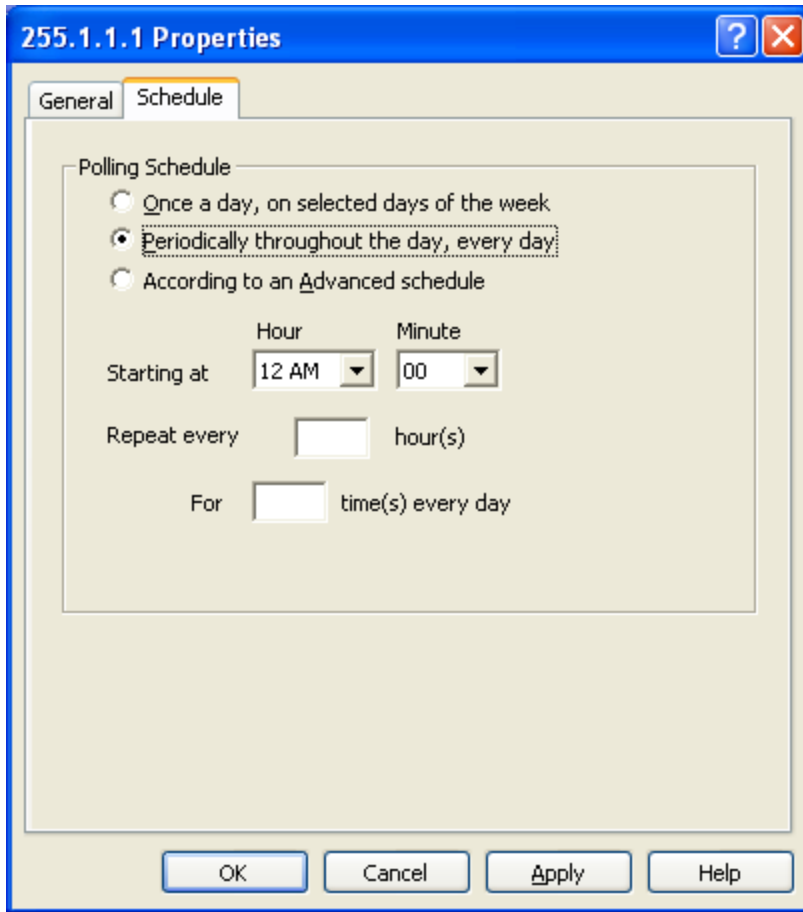 255.1.1.1 Properties
General Schedule
Polling Schedule
Once a day, on selected days of the week
Periodically throughout the day, every day
According to an Advanced schedule
Hour Minute
Starting at 12 AM 00
Repeat every hour(s)
For time(s) every day
OK Cancel Apply Help